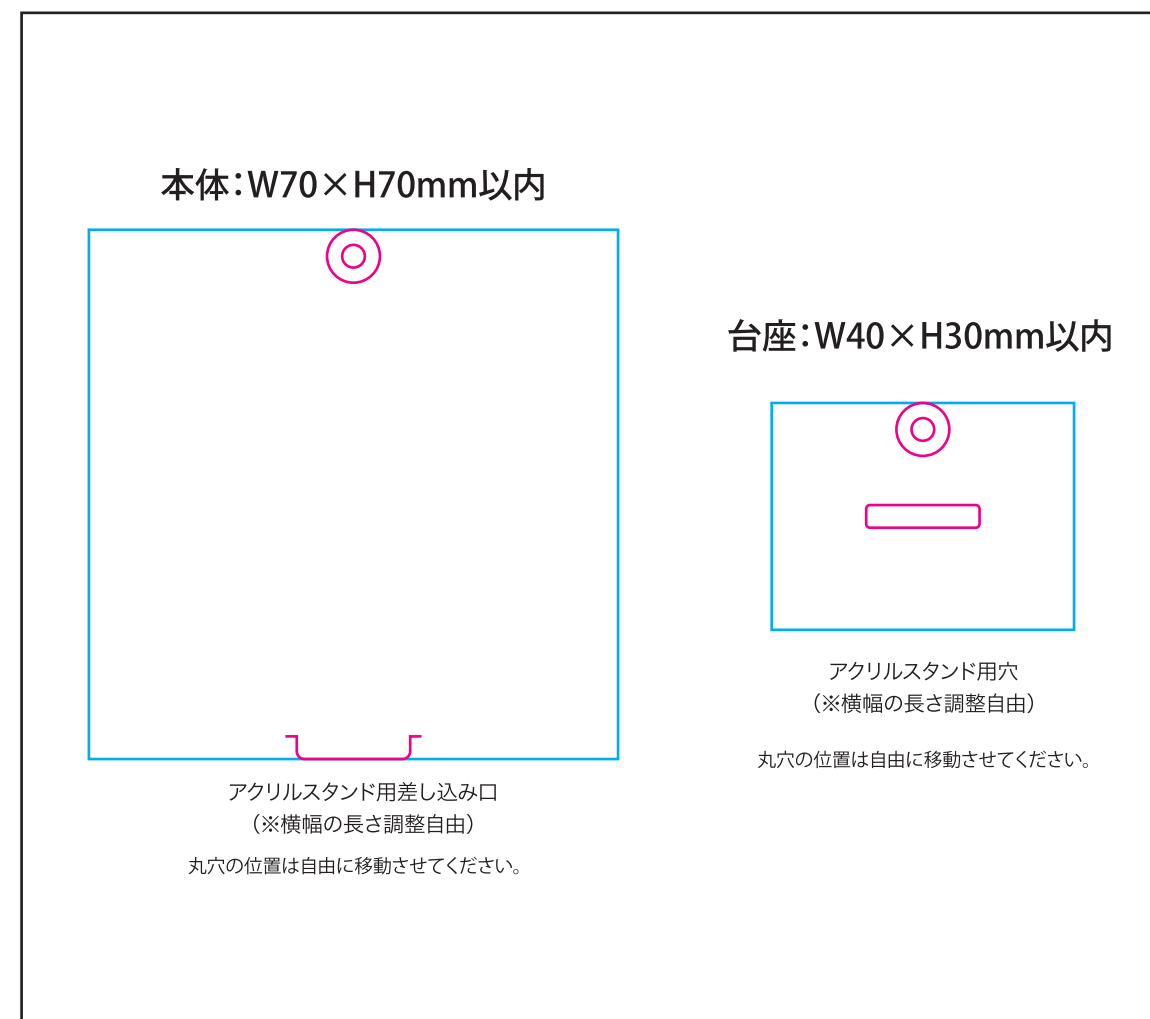 本体：W70×H70mm以内
アクリルスタンド用差し込み口
（※横幅の長さ調整自由）
丸穴の位置は自由に移動させてください。
台座：W40×H30mm以内
アクリルスタンド用穴
（※横幅の長さ調整自由）
丸穴の位置は自由に移動させてください。